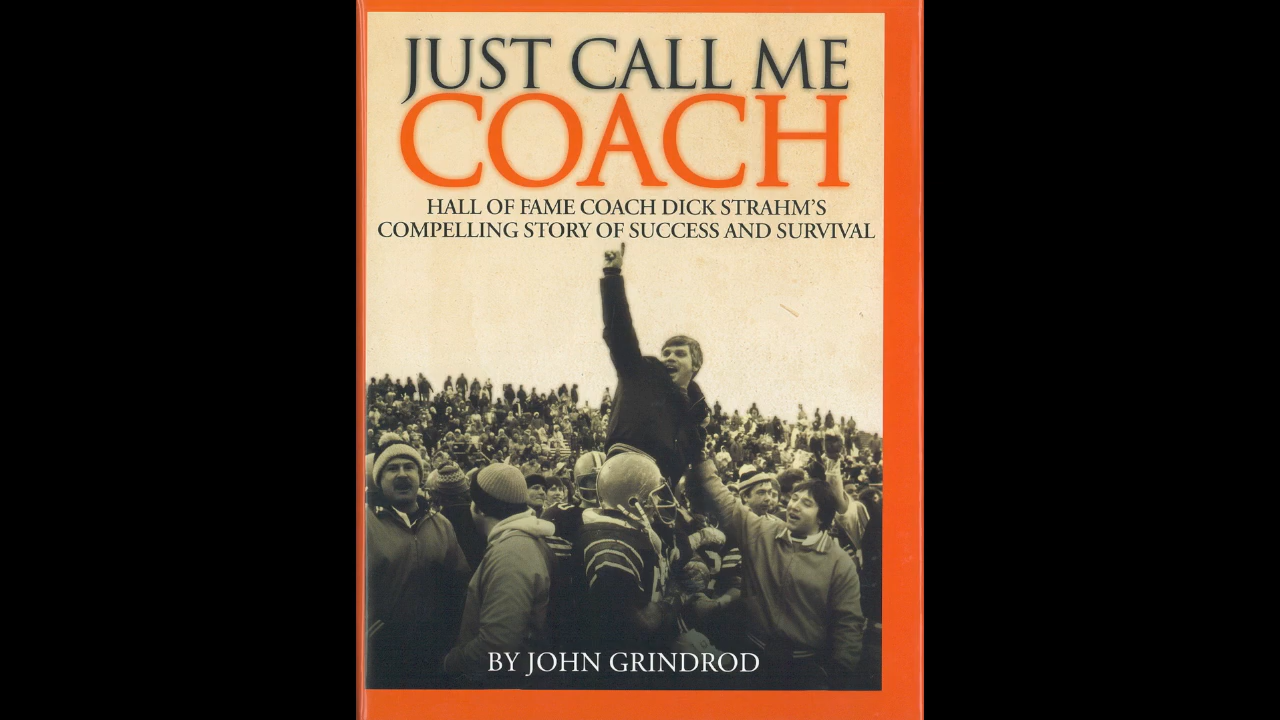 JUST CALL ME
COACH
HALL OF FAME COACH DICK STRAHM'S
COMPELLING STORY OF SUCCESS AND SURVIVAL
BY JOHN GRINDROD